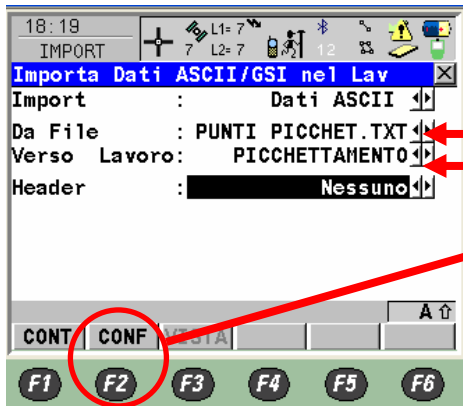 18:19
IMPORT
7 L1= 7
L2= 7
12
Importa Dati ASCII/GSI nel Lav
Import : Dati ASCII
Da File : PUNTI PICCHET.TXT
Verso Lavoro: PICCHETTAMENTO
Header : Nessuno
A
CONT CONF VISTA
F1 F2 F3 F4 F5 F6